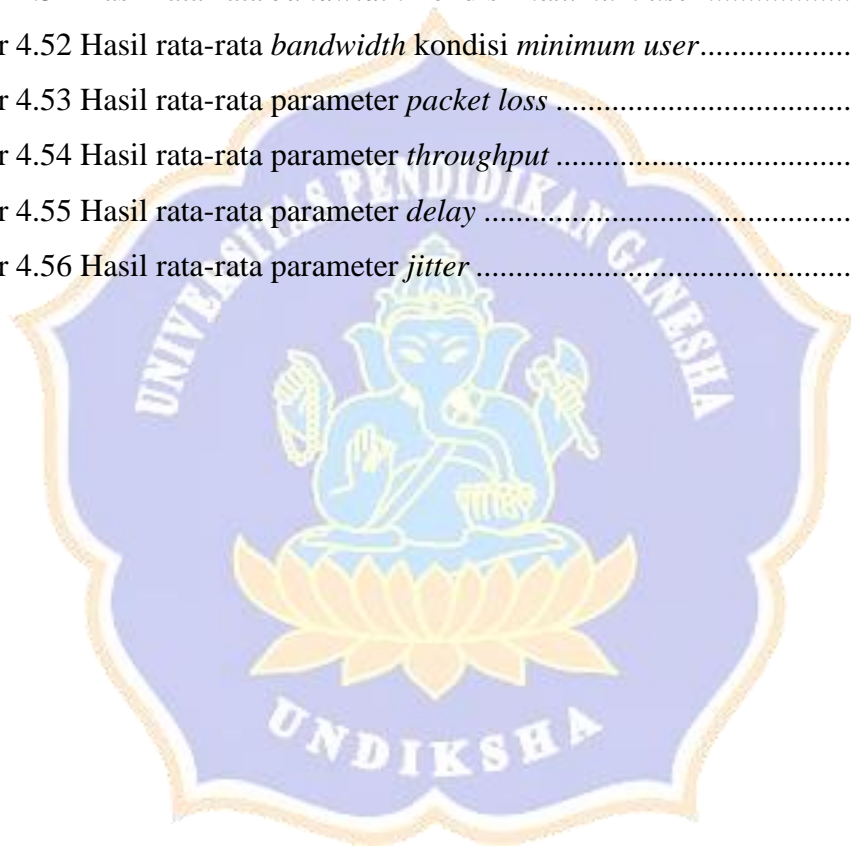 r 4.52 Hasil rata-rata bandwidth kondisi minimum user..................
r 4.53 Hasil rata-rata parameter packet loss ....................................
r 4.54 Hasil rata-rata parameter throughput ....................................
r 4.55 Hasil rata-rata parameter delay .............................................
r 4.56 Hasil rata-rata parameter jitter ..............................................
UNIVERSITAS PENDIDIKAN GANESHA
UNDIKSHA